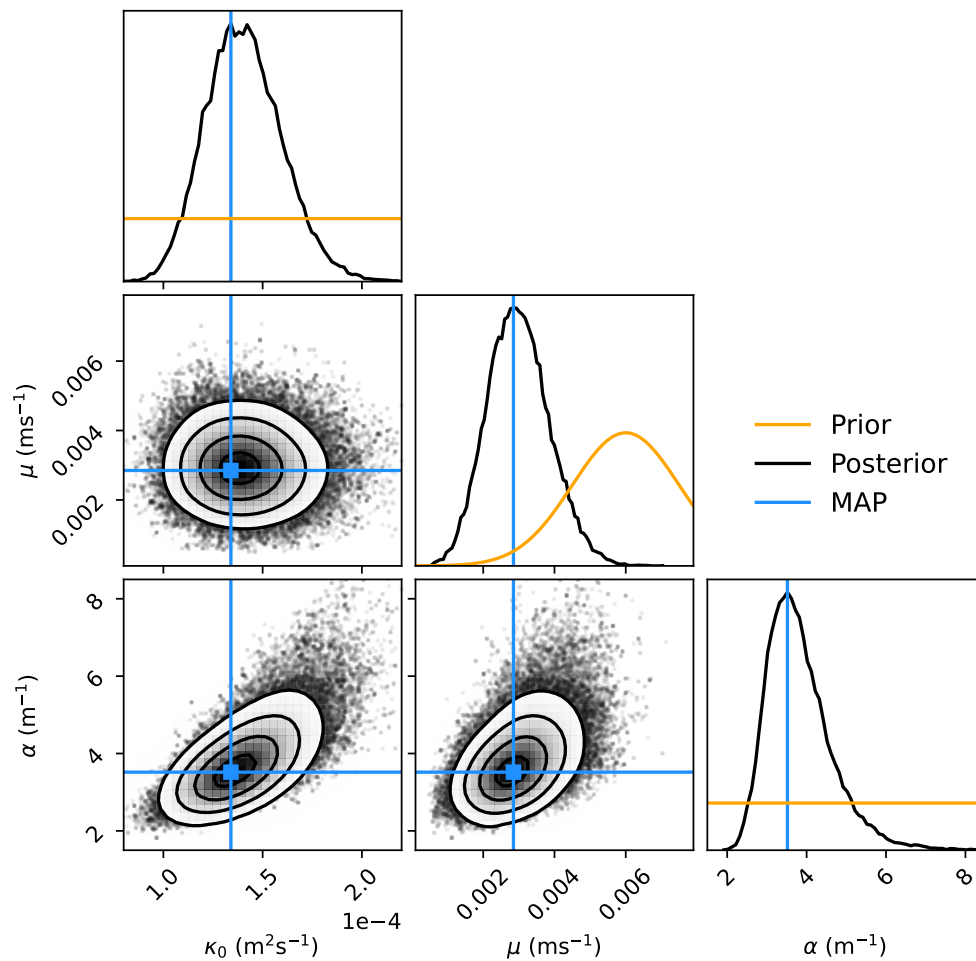 μ (ms⁻¹)
0.006
0.004
0.002
Prior
Posterior
MAP
α (m⁻¹)
8
6
4
2
1.0 1.5 2.0
1e−4
κ₀ (m²s⁻¹)
0.002 0.004 0.006
μ (ms⁻¹)
2 4 6 8
α (m⁻¹)